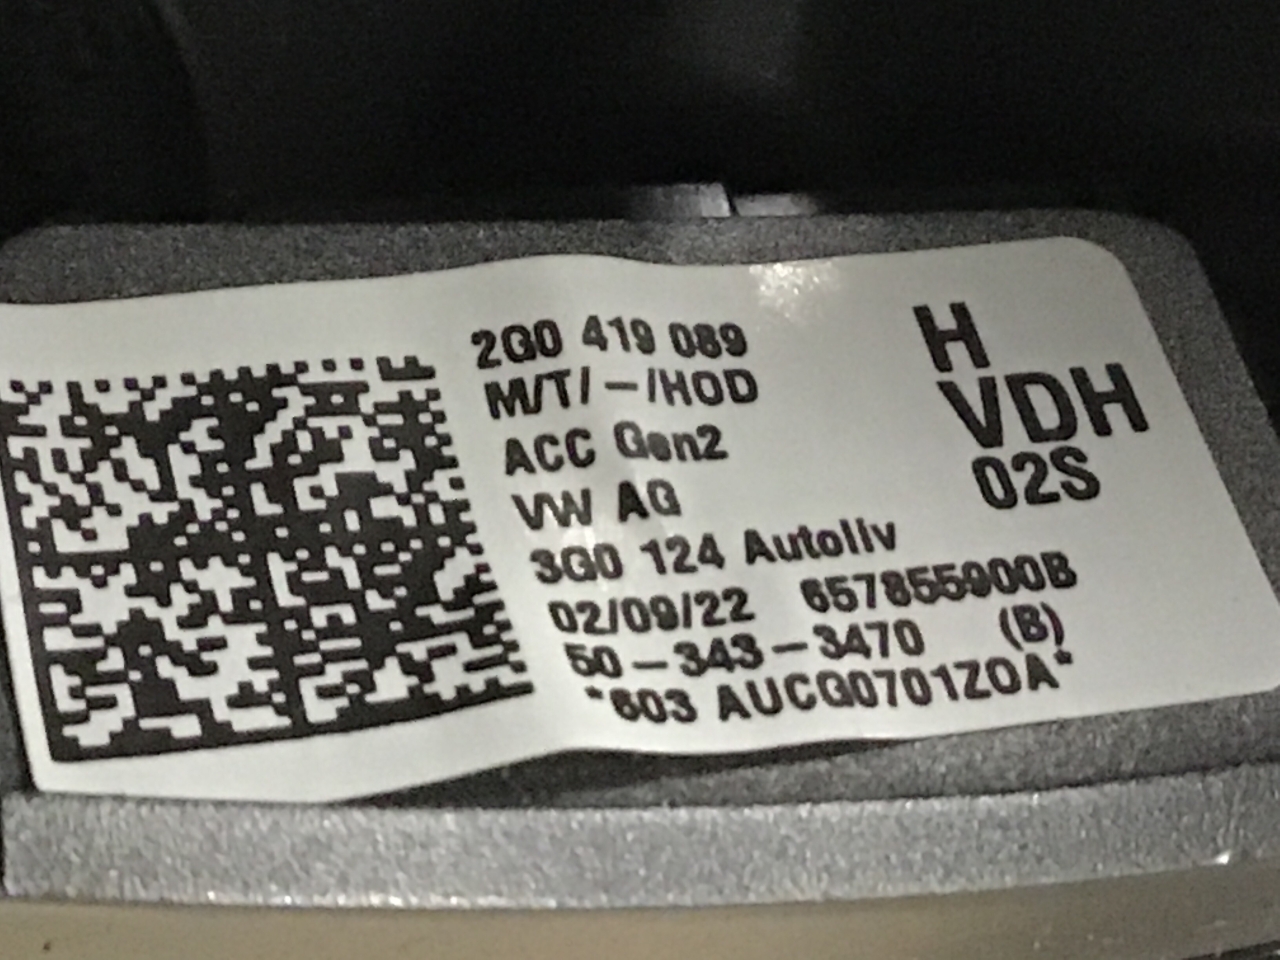 2G0 419 089
M/T/-/HOD
ACC Gen2
VW AG
3G0 124 Autoliv
02/09/22 657855900B
50-343-3470 (B)
*603 AUCG0701Z0A*
H
VDH
02S